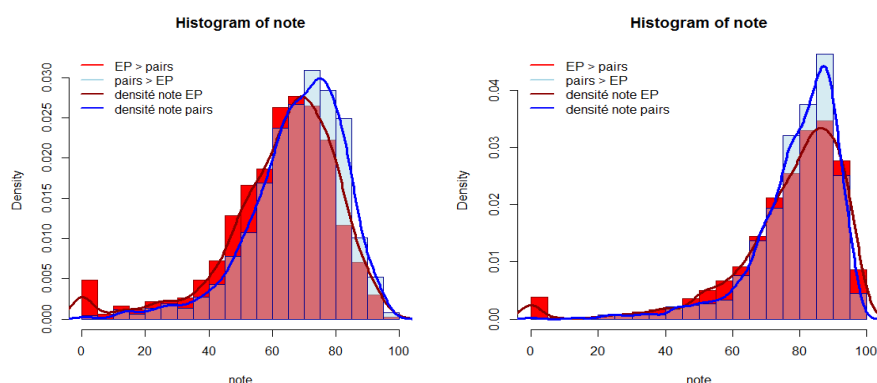 Histogram of note
EP > pairs
pairs > EP
densité note EP
densité note pairs
Density
0.000
0.005
0.010
0.015
0.020
0.025
0.030
0
20
40
60
80
100
note
Histogram of note
EP > pairs
pairs > EP
densité note EP
densité note pairs
Density
0.00
0.01
0.02
0.03
0.04
0
20
40
60
80
100
note